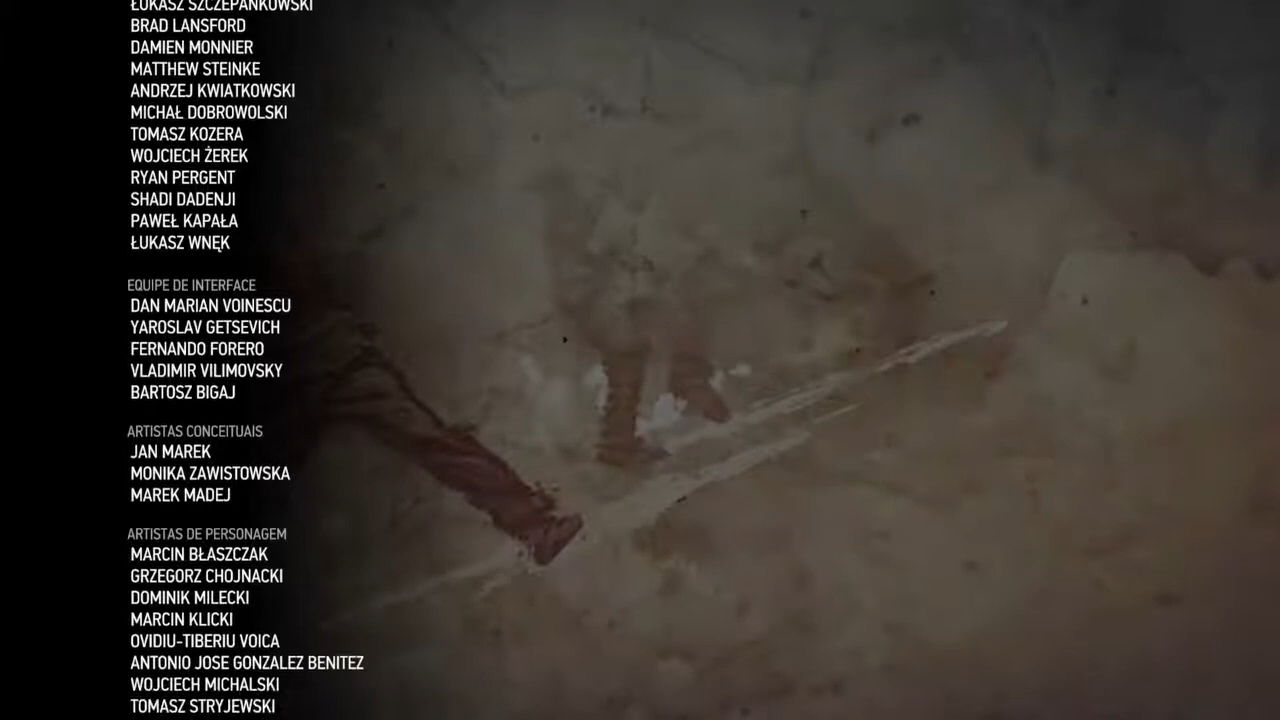 ŁUKASZ SZCZEPANKOWSKI
BRAD LANSFORD
DAMIEN MONNIER
MATTHEW STEINKE
ANDRZEJ KWIATKOWSKI
MICHAŁ DOBROWOLSKI
TOMASZ KOZERA
WOJCIECH ŻEREK
RYAN PERGENT
SHADI DADENJI
PAWEŁ KAPAŁA
ŁUKASZ WNĘK
EQUIPE DE INTERFACE
DAN MARIAN VOINESCU
YAROSLAV GETSEVICH
FERNANDO FORERO
VLADIMIR VILIMOVSKY
BARTOSZ BIGAJ
ARTISTAS CONCEITUAIS
JAN MAREK
MONIKA ZAWISTOWSKA
MAREK MADEJ
ARTISTAS DE PERSONAGEM
MARCIN BŁASZCZAK
GRZEGORZ CHOJNACKI
DOMINIK MILECKI
MARCIN KLICKI
OVIDIU-TIBERIU VOICA
ANTONIO JOSE GONZALEZ BENITEZ
WOJCIECH MICHALSKI
TOMASZ STRYJEWSKI